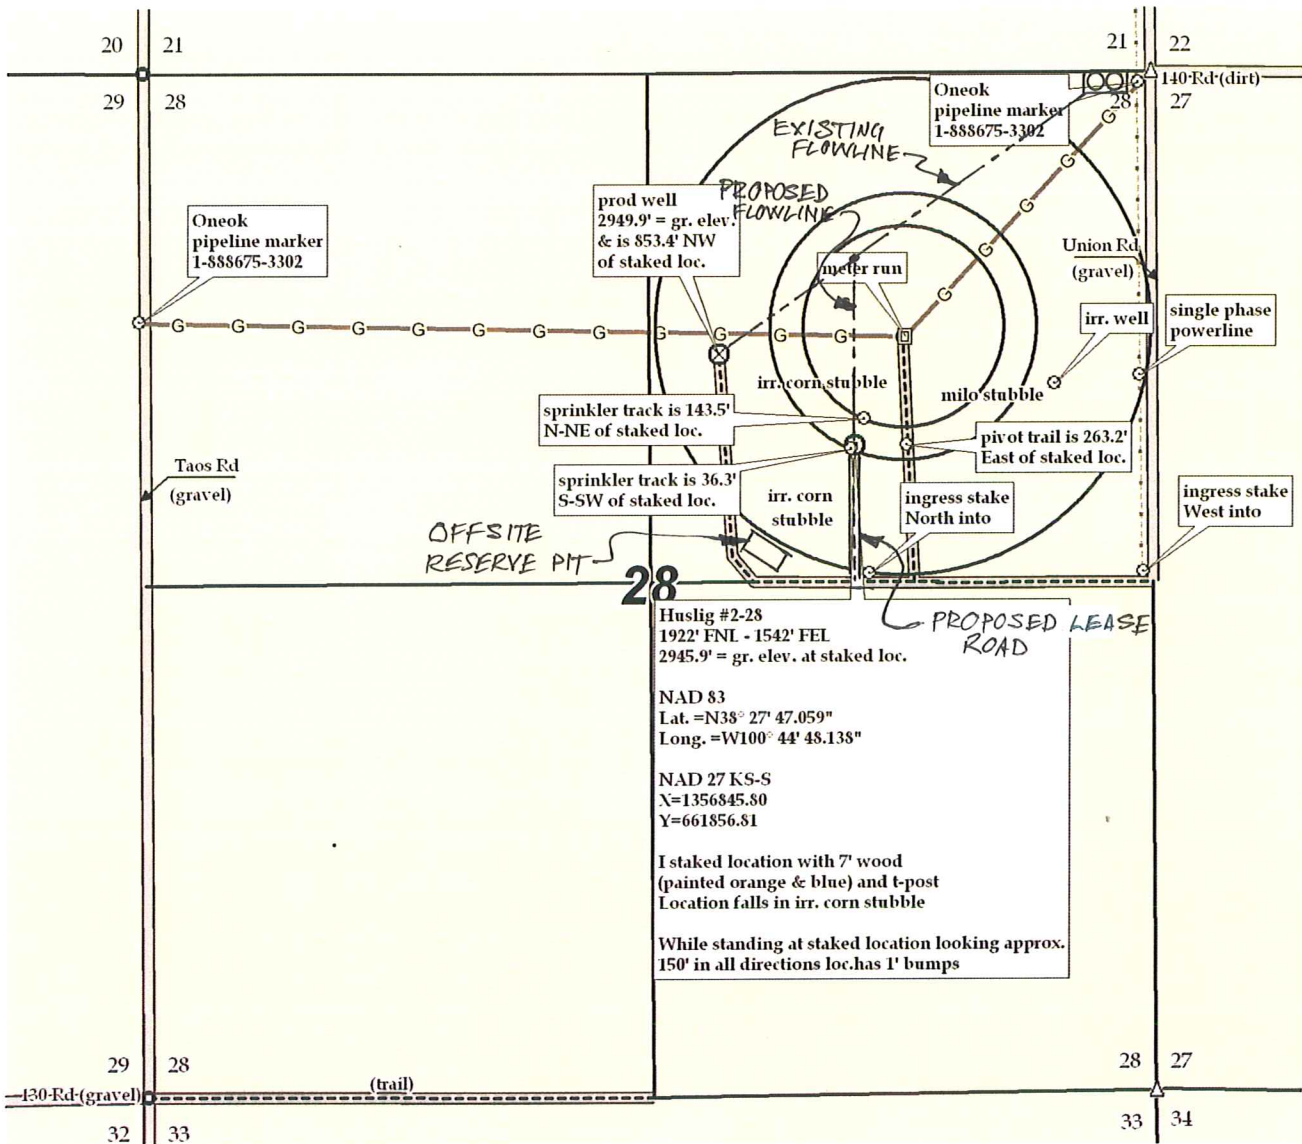 20 21
21 22
29 28
28 27
140 Rd (dirt)
Oneok
pipeline marker
1-888675-3302
EXISTING
FLOWLINE
PROPOSED
FLOWLINE
prod well
2949.9' = gr. elev.
& is 853.4' NW
of staked loc.
Oneok
pipeline marker
1-888675-3302
meter run
Union Rd
(gravel)
irr. well
single phase
powerline
G G G G G G G G G G G G
G G G G G
irr. corn stubble
milo stubble
sprinkler track is 143.5'
N-NE of staked loc.
pivot trail is 263.2'
East of staked loc.
Taos Rd
(gravel)
sprinkler track is 36.3'
S-SW of staked loc.
irr. corn
stubble
ingress stake
North into
ingress stake
West into
OFFSITE
RESERVE PIT
28
PROPOSED LEASE
ROAD
Huslig #2-28
1922' FNL - 1542' FEL
2945.9' = gr. elev. at staked loc.
NAD 83
Lat. =N38° 27' 47.059"
Long. =W100° 44' 48.138"
NAD 27 KS-S
X=1356845.80
Y=661856.81
I staked location with 7' wood
(painted orange & blue) and t-post
Location falls in irr. corn stubble
While standing at staked location looking approx.
150' in all directions loc.has 1' bumps
29 28
28 27
130 Rd (gravel)
(trail)
32 33
33 34